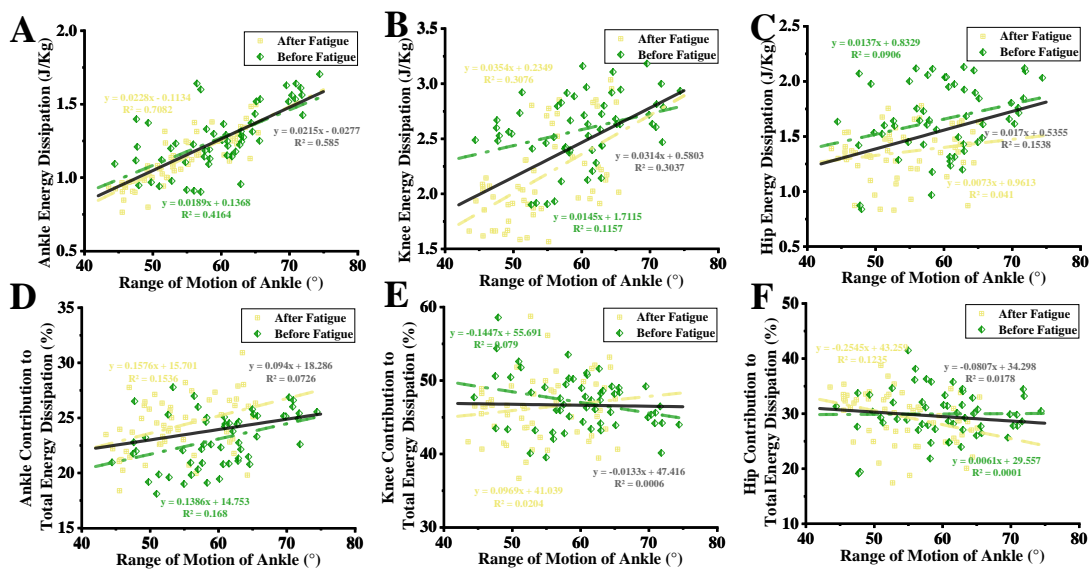 A
Ankle Energy Dissipation (J/Kg)
2.0
1.5
1.0
0.5
After Fatigue
Before Fatigue
y = 0.0228x - 0.1134
R² = 0.7082
y = 0.0215x - 0.0277
R² = 0.585
y = 0.0189x + 0.1368
R² = 0.4164
40 50 60 70 80
Range of Motion of Ankle (°)
B
Knee Energy Dissipation (J/Kg)
3.5
3.0
2.5
2.0
1.5
After Fatigue
Before Fatigue
y = 0.0354x + 0.2349
R² = 0.3076
y = 0.0314x + 0.5803
R² = 0.3037
y = 0.0145x + 1.7115
R² = 0.1157
40 50 60 70 80
Range of Motion of Ankle (°)
C
Hip Energy Dissipation (J/Kg)
2.5
2.0
1.5
1.0
0.5
After Fatigue
Before Fatigue
y = 0.0137x + 0.8329
R² = 0.0906
y = 0.017x + 0.5355
R² = 0.1538
y = 0.0073x + 0.9613
R² = 0.041
40 50 60 70 80
Range of Motion of Ankle (°)
D
Ankle Contribution to
Total Energy Dissipation (%)
35
30
25
20
15
After Fatigue
Before Fatigue
y = 0.1576x + 15.701
R² = 0.1536
y = 0.094x + 18.286
R² = 0.0726
y = 0.1386x + 14.753
R² = 0.168
40 50 60 70 80
Range of Motion of Ankle (°)
E
Knee Contribution to
Total Energy Dissipation (%)
60
50
40
30
After Fatigue
Before Fatigue
y = -0.1447x + 55.691
R² = 0.079
y = -0.0133x + 47.416
R² = 0.0006
y = 0.0969x + 41.039
R² = 0.0204
40 50 60 70 80
Range of Motion of Ankle (°)
F
Hip Contribution to
Total Energy Dissipation (%)
50
40
30
20
10
After Fatigue
Before Fatigue
y = -0.2545x + 43.259
R² = 0.1235
y = -0.0807x + 34.298
R² = 0.0178
y = 0.0061x + 29.557
R² = 0.0001
40 50 60 70 80
Range of Motion of Ankle (°)